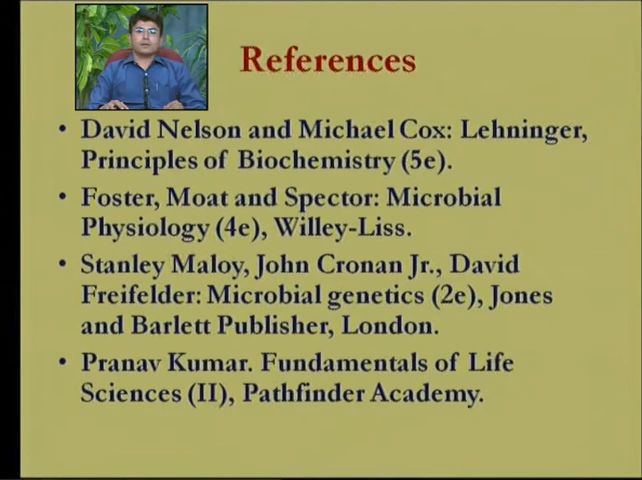 References
• David Nelson and Michael Cox: Lehninger,
Principles of Biochemistry (5e).
• Foster, Moat and Spector: Microbial
Physiology (4e), Willey-Liss.
• Stanley Maloy, John Cronan Jr., David
Freifelder: Microbial genetics (2e), Jones
and Barlett Publisher, London.
• Pranav Kumar. Fundamentals of Life
Sciences (II), Pathfinder Academy.